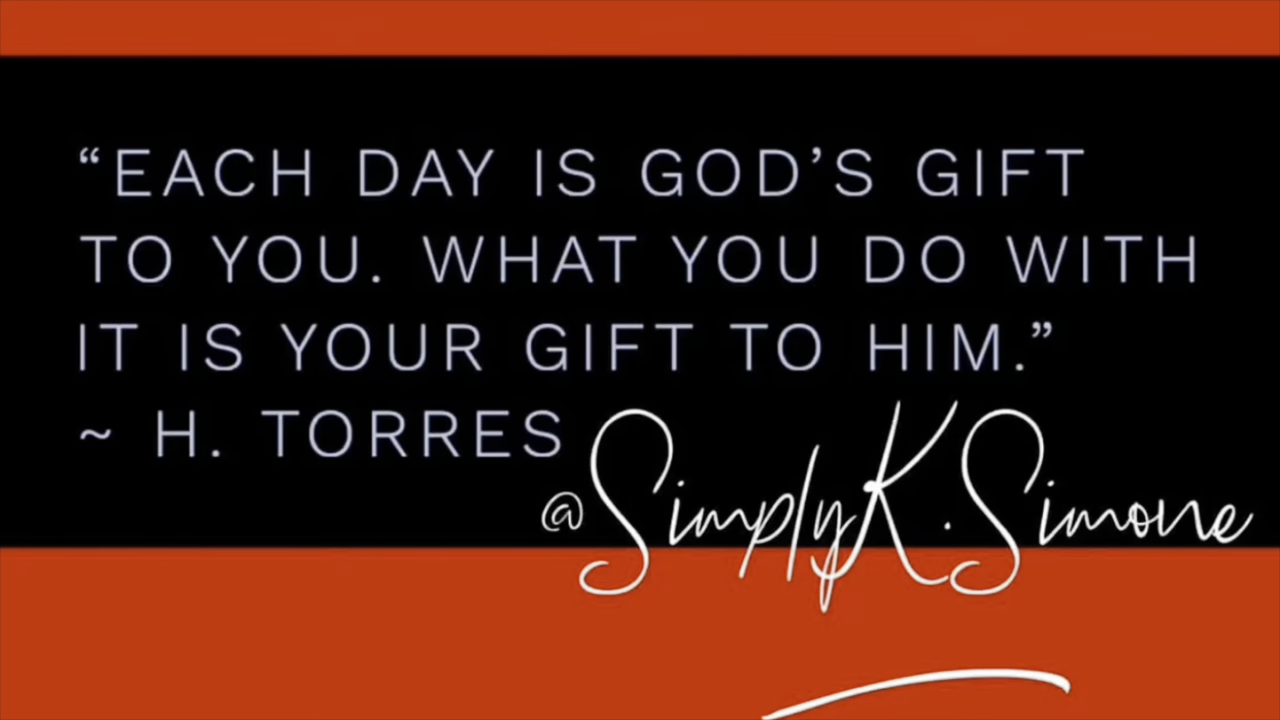 “EACH DAY IS GOD’S GIFT
TO YOU. WHAT YOU DO WITH
IT IS YOUR GIFT TO HIM.”
~ H. TORRES
@SimplyK.Simone